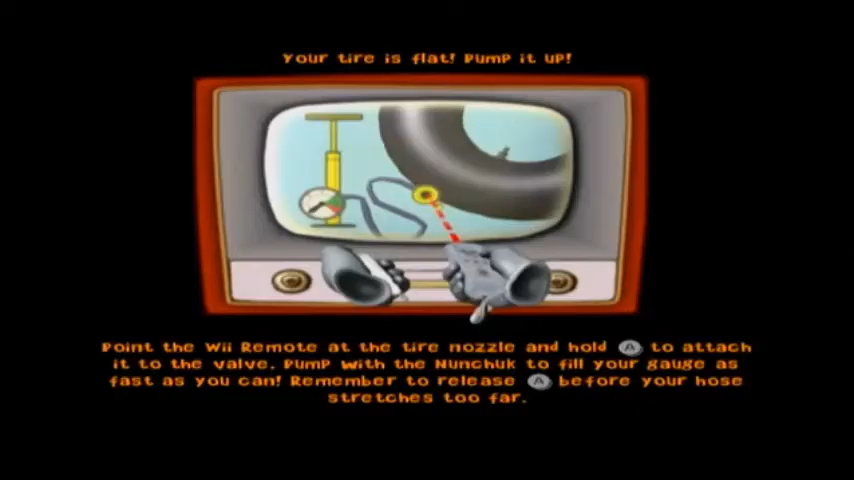 Your tire is flat! Pump it up!
Point the Wii Remote at the tire nozzle and hold A to attach
it to the valve. Pump with the Nunchuk to fill your gauge as
fast as you can! Remember to release A before your hose
stretches too far.